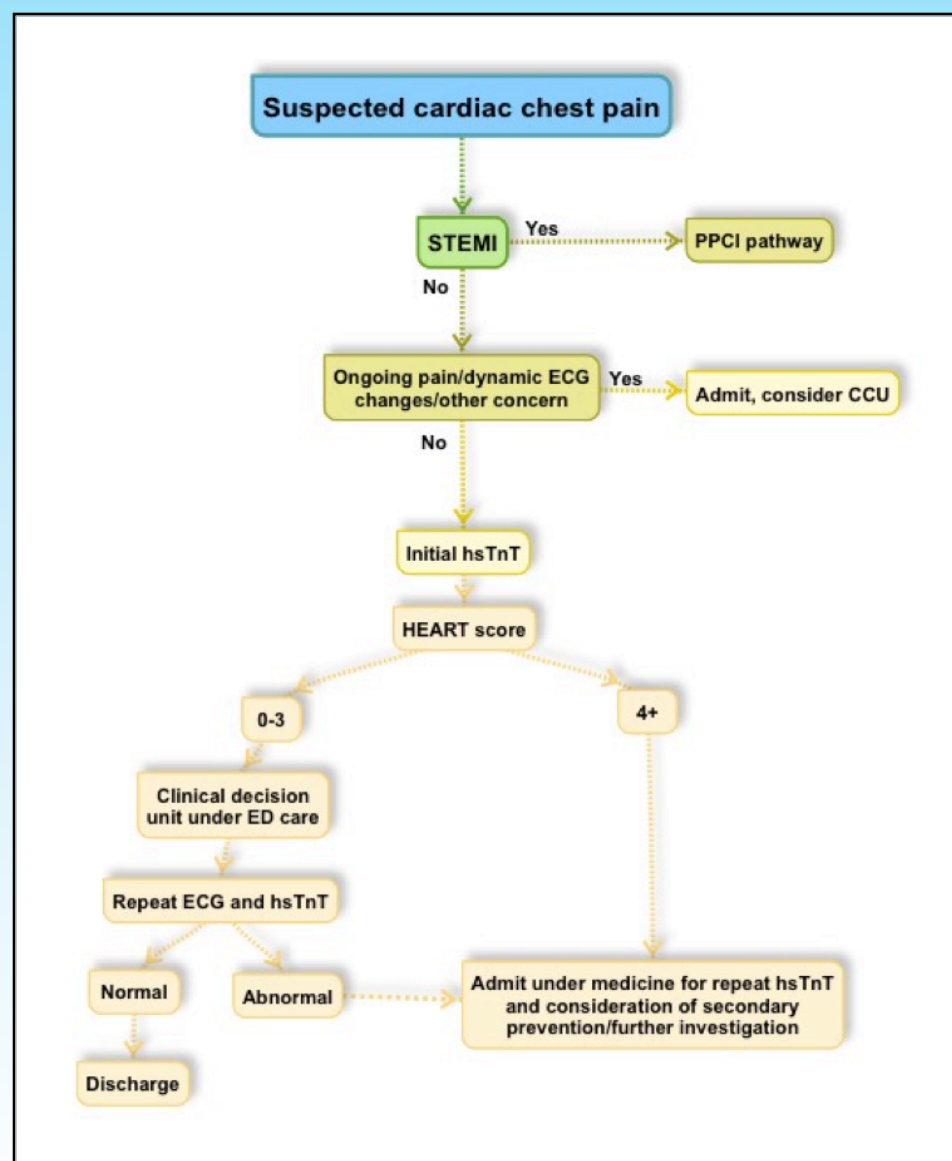 Suspected cardiac chest pain
STEMI
Yes
PPCI pathway
No
Ongoing pain/dynamic ECG
changes/other concern
Yes
Admit, consider CCU
No
Initial hsTnT
HEART score
0-3
4+
Clinical decision
unit under ED care
Repeat ECG and hsTnT
Normal
Abnormal
Admit under medicine for repeat hsTnT
and consideration of secondary
prevention/further investigation
Discharge